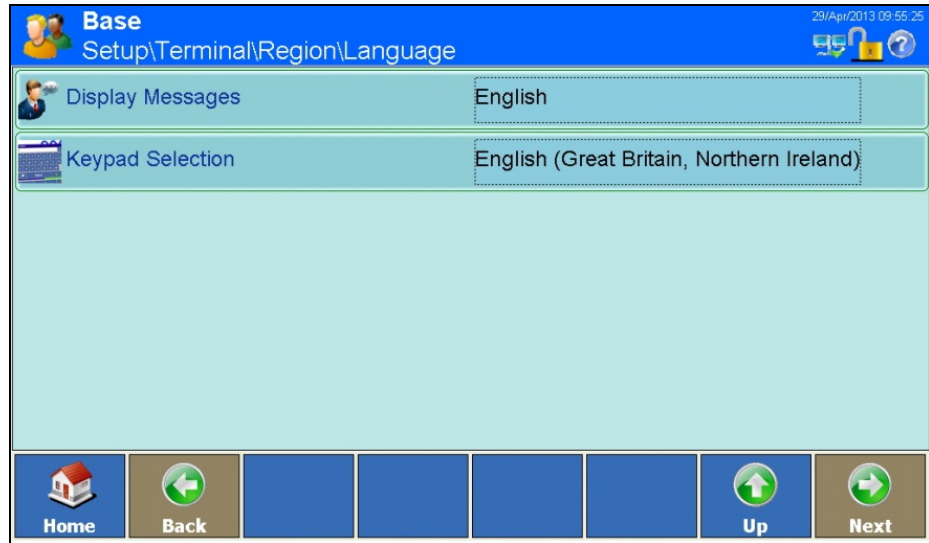 Base
29/Apr/2013 09:55:25
Setup\Terminal\Region\Language
Display Messages
English
Keypad Selection
English (Great Britain, Northern Ireland)
Home
Back
Up
Next